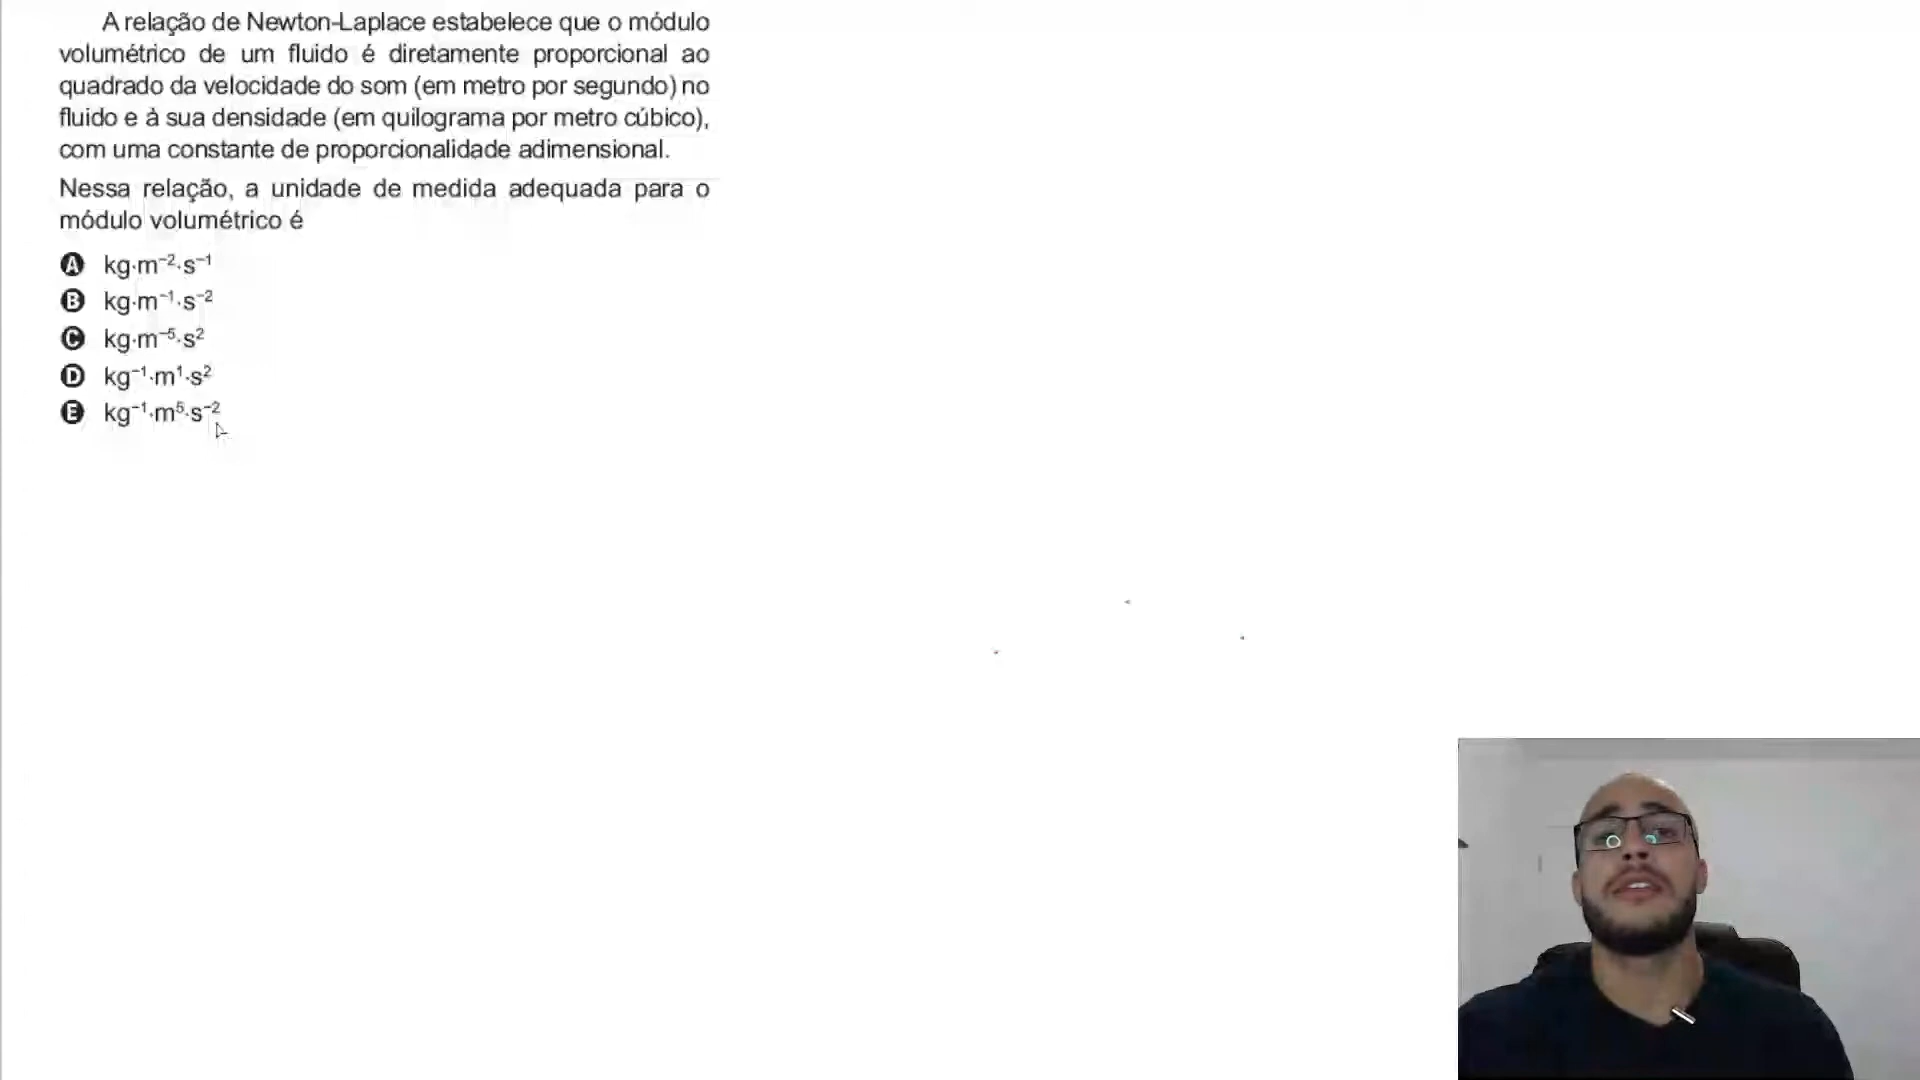 A relação de Newton-Laplace estabelece que o módulo
volumétrico de um fluido é diretamente proporcional ao
quadrado da velocidade do som (em metro por segundo) no
fluido e à sua densidade (em quilograma por metro cúbico),
com uma constante de proporcionalidade adimensional.
Nessa relação, a unidade de medida adequada para o
módulo volumétrico é
A kg·m⁻²·s⁻¹
B kg·m⁻¹·s⁻²
C kg·m⁻⁵·s²
D kg⁻¹·m¹·s²
E kg⁻¹·m⁵·s⁻²